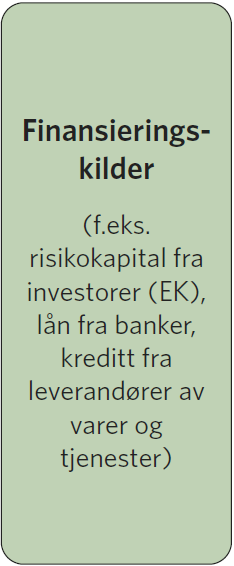 Finansierings-
kilder
(f.eks.
risikokapital fra
investorer (EK),
lån fra banker,
kreditt fra
leverandører av
varer og
tjenester)